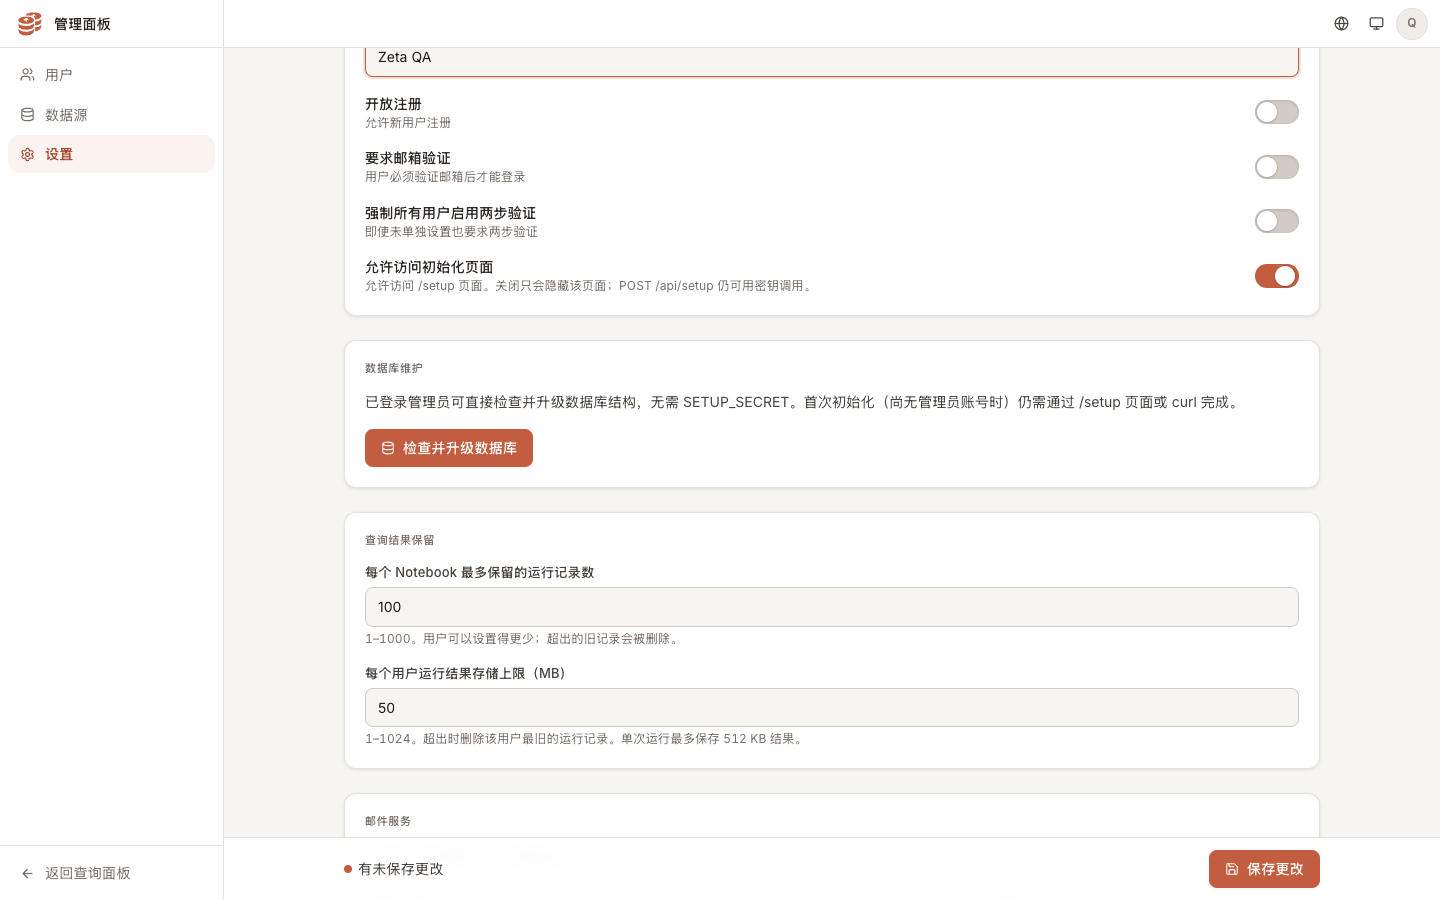 管理面板
Q
用户
数据源
设置
返回查询面板
Zeta QA
开放注册
允许新用户注册
要求邮箱验证
用户必须验证邮箱后才能登录
强制所有用户启用两步验证
即使未单独设置也要求两步验证
允许访问初始化页面
允许访问 /setup 页面。关闭只会隐藏该页面；POST /api/setup 仍可用密钥调用。
数据库维护
已登录管理员可直接检查并升级数据库结构，无需 SETUP_SECRET。首次初始化（尚无管理员账号时）仍需通过 /setup 页面或 curl 完成。
检查并升级数据库
查询结果保留
每个 Notebook 最多保留的运行记录数
100
1–1000。用户可以设置得更少；超出的旧记录会被删除。
每个用户运行结果存储上限（MB）
50
1–1024。超出时删除该用户最旧的运行记录。单次运行最多保存 512 KB 结果。
邮件服务
有未保存更改
保存更改